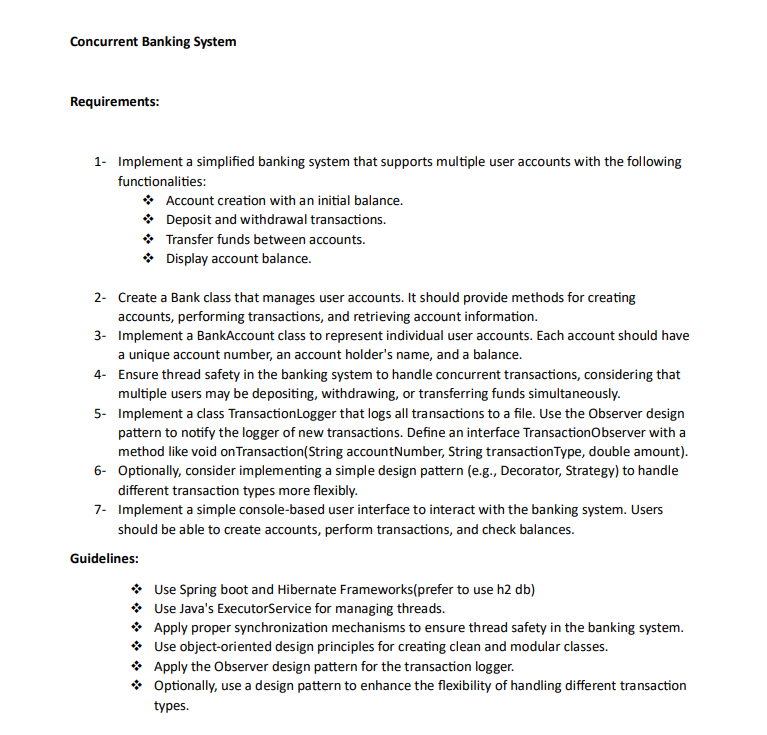 Concurrent Banking System
Requirements:
1- Implement a simplified banking system that supports multiple user accounts with the following
functionalities:
❖ Account creation with an initial balance.
❖ Deposit and withdrawal transactions.
❖ Transfer funds between accounts.
❖ Display account balance.
2- Create a Bank class that manages user accounts. It should provide methods for creating
accounts, performing transactions, and retrieving account information.
3- Implement a BankAccount class to represent individual user accounts. Each account should have
a unique account number, an account holder's name, and a balance.
4- Ensure thread safety in the banking system to handle concurrent transactions, considering that
multiple users may be depositing, withdrawing, or transferring funds simultaneously.
5- Implement a class TransactionLogger that logs all transactions to a file. Use the Observer design
pattern to notify the logger of new transactions. Define an interface TransactionObserver with a
method like void onTransaction(String accountNumber, String transactionType, double amount).
6- Optionally, consider implementing a simple design pattern (e.g., Decorator, Strategy) to handle
different transaction types more flexibly.
7- Implement a simple console-based user interface to interact with the banking system. Users
should be able to create accounts, perform transactions, and check balances.
Guidelines:
❖ Use Spring boot and Hibernate Frameworks(prefer to use h2 db)
❖ Use Java's ExecutorService for managing threads.
❖ Apply proper synchronization mechanisms to ensure thread safety in the banking system.
❖ Use object-oriented design principles for creating clean and modular classes.
❖ Apply the Observer design pattern for the transaction logger.
❖ Optionally, use a design pattern to enhance the flexibility of handling different transaction
types.